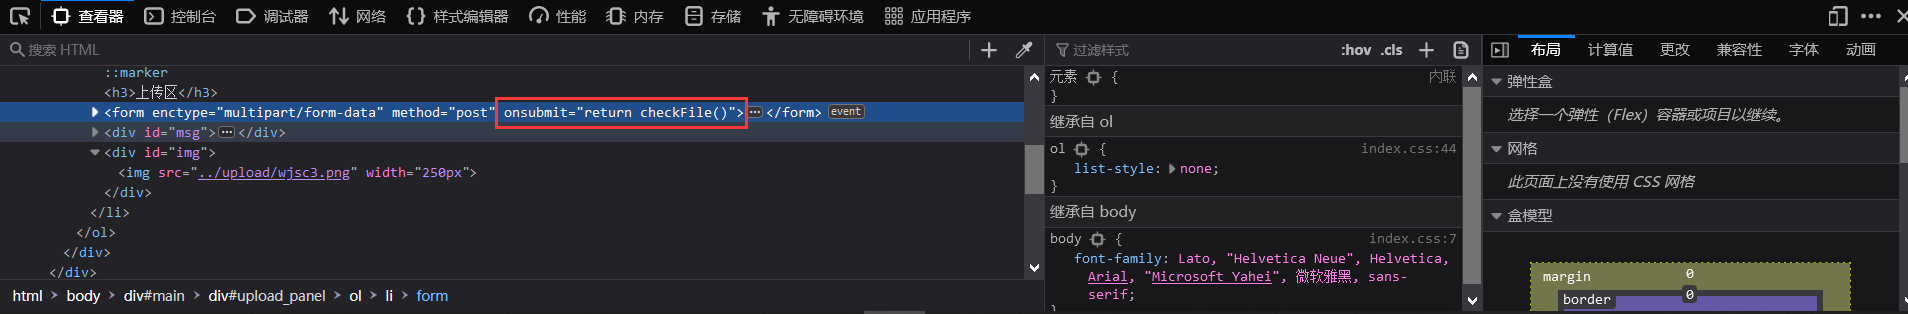 查看器 控制台 调试器 网络 样式编辑器 性能 内存 存储 无障碍环境 应用程序
搜索 HTML
::marker
<h3>上传区</h3>
<form enctype="multipart/form-data" method="post" onsubmit="return checkFile()">…</form> event
<div id="msg">…</div>
<div id="img">
<img src="../upload/wjsc3.png" width="250px">
</div>
</li>
</ol>
</div>
</div>
html > body > div#main > div#upload_panel > ol > li > form
过滤样式 :hov .cls
元素 { 内联
}
继承自 ol
ol { index.css:44
list-style: none;
}
继承自 body
body { index.css:7
font-family: Lato, "Helvetica Neue", Helvetica,
Arial, "Microsoft Yahei", 微软雅黑, sans-
serif;
}
布局 计算值 更改 兼容性 字体 动画
弹性盒
选择一个弹性（Flex）容器或项目以继续。
网格
此页面上没有使用 CSS 网格
盒模型
margin 0
border 0